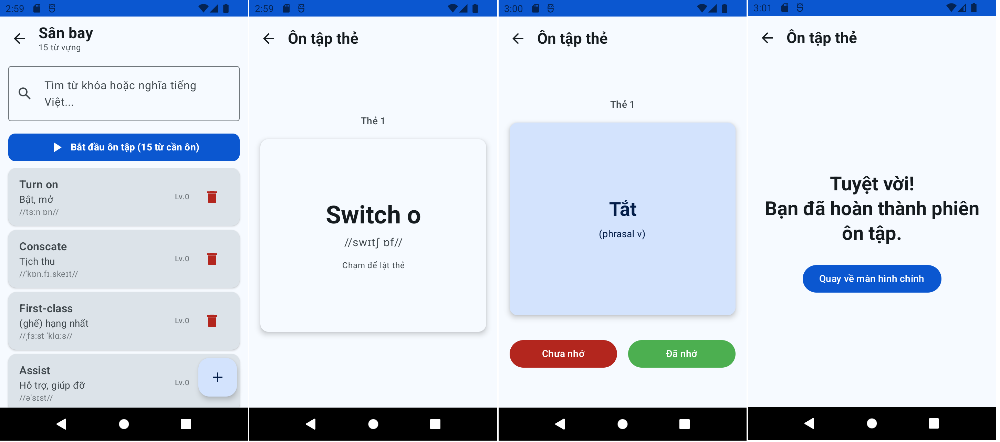 2:59
Sân bay
15 từ vựng
Tìm từ khóa hoặc nghĩa tiếng
Việt...
Bắt đầu ôn tập (15 từ cần ôn)
Turn on
Bật, mở
//tɜːn ɒn//
Lv.0
Conscate
Tịch thu
//ˈkɒn.fɪ.skeɪt//
Lv.0
First-class
(ghế) hạng nhất
//ˌfɜːst ˈklɑːs//
Lv.0
Assist
Hỗ trợ, giúp đỡ
//əˈsɪst//
Lv.0
+
2:59
Ôn tập thẻ
Thẻ 1
Switch o
//swɪtʃ ɒf//
Chạm để lật thẻ
3:00
Ôn tập thẻ
Thẻ 1
Tắt
(phrasal v)
Chưa nhớ
Đã nhớ
3:01
Ôn tập thẻ
Tuyệt vời!
Bạn đã hoàn thành phiên
ôn tập.
Quay về màn hình chính